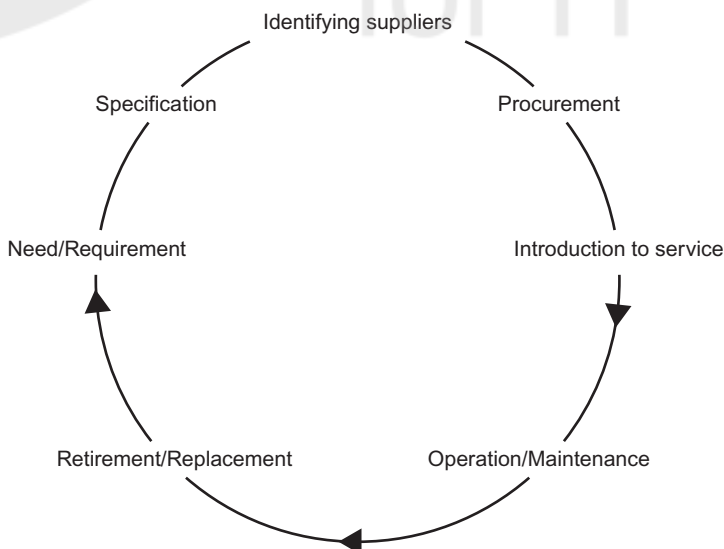 Identifying suppliers
Specification
Procurement
Need/Requirement
Introduction to service
Retirement/Replacement
Operation/Maintenance